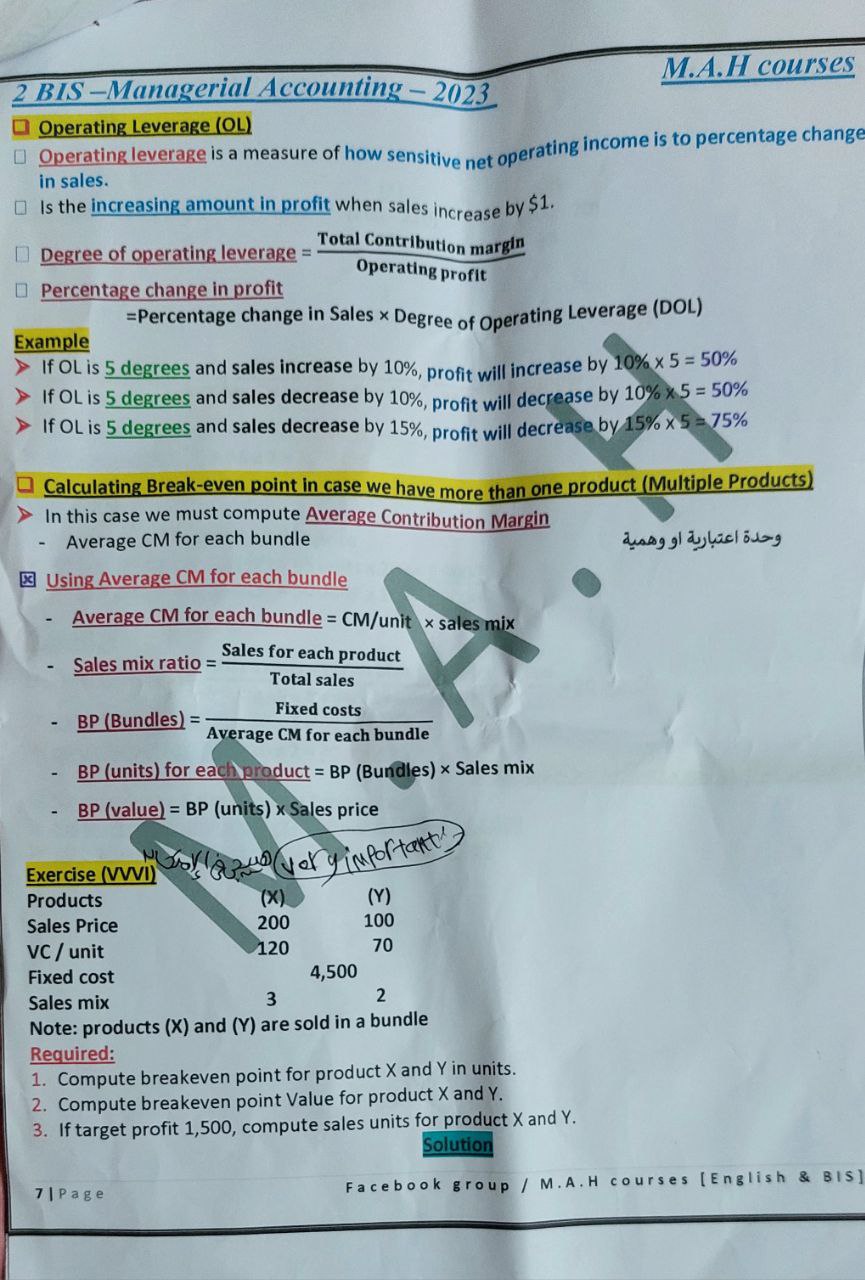 M.A.H courses
2 BIS –Managerial Accounting – 2023
Operating Leverage (OL)
Operating leverage is a measure of how sensitive net operating income is to percentage change
in sales.
Is the increasing amount in profit when sales increase by $1.
Degree of operating leverage = Total Contribution margin / Operating profit
Percentage change in profit
=Percentage change in Sales × Degree of Operating Leverage (DOL)
Example
If OL is 5 degrees and sales increase by 10%, profit will increase by 10% x 5 = 50%
If OL is 5 degrees and sales decrease by 10%, profit will decrease by 10% x 5 = 50%
If OL is 5 degrees and sales decrease by 15%, profit will decrease by 15% x 5 = 75%
Calculating Break-even point in case we have more than one product (Multiple Products)
In this case we must compute Average Contribution Margin
- Average CM for each bundle وحدة اعتبارية او وهمية
Using Average CM for each bundle
- Average CM for each bundle = CM/unit × sales mix
- Sales mix ratio = Sales for each product / Total sales
- BP (Bundles) = Fixed costs / Average CM for each bundle
- BP (units) for each product = BP (Bundles) × Sales mix
- BP (value) = BP (units) x Sales price
very important
Exercise (VVVI)
Products (X) (Y)
Sales Price 200 100
VC / unit 120 70
Fixed cost 4,500
Sales mix 3 2
Note: products (X) and (Y) are sold in a bundle
Required:
1. Compute breakeven point for product X and Y in units.
2. Compute breakeven point Value for product X and Y.
3. If target profit 1,500, compute sales units for product X and Y.
Solution
7 | Page Facebook group / M.A.H courses [English & BIS]
M.A.H